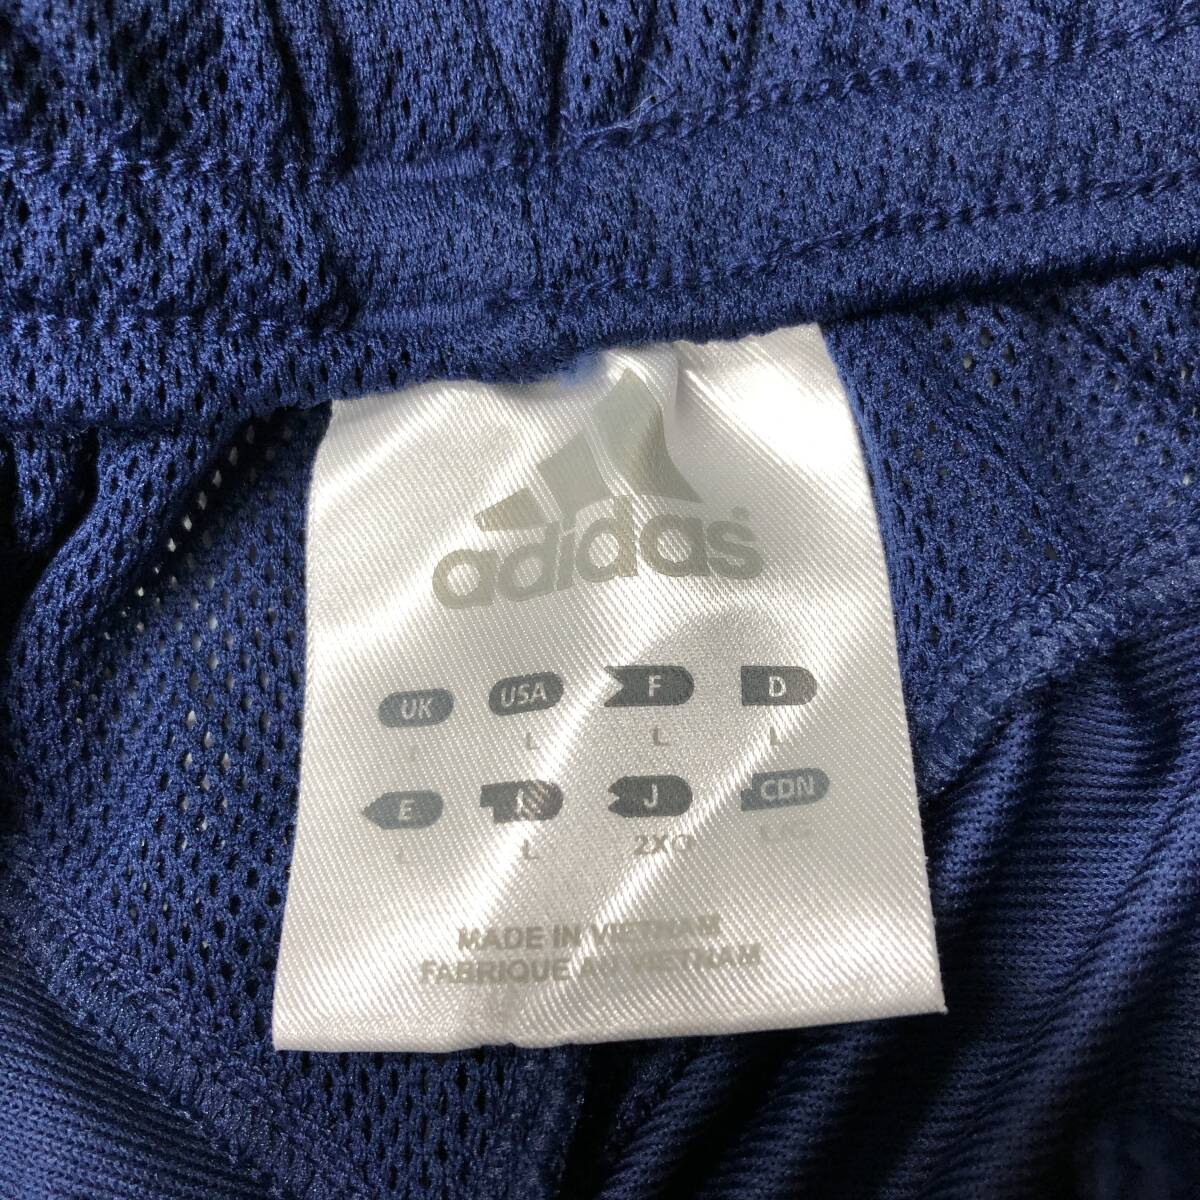 adidas
UK USA F D
L L L
E J CDN
L 2XO
MADE IN VIETNAM
FABRIQUE AU VIETNAM